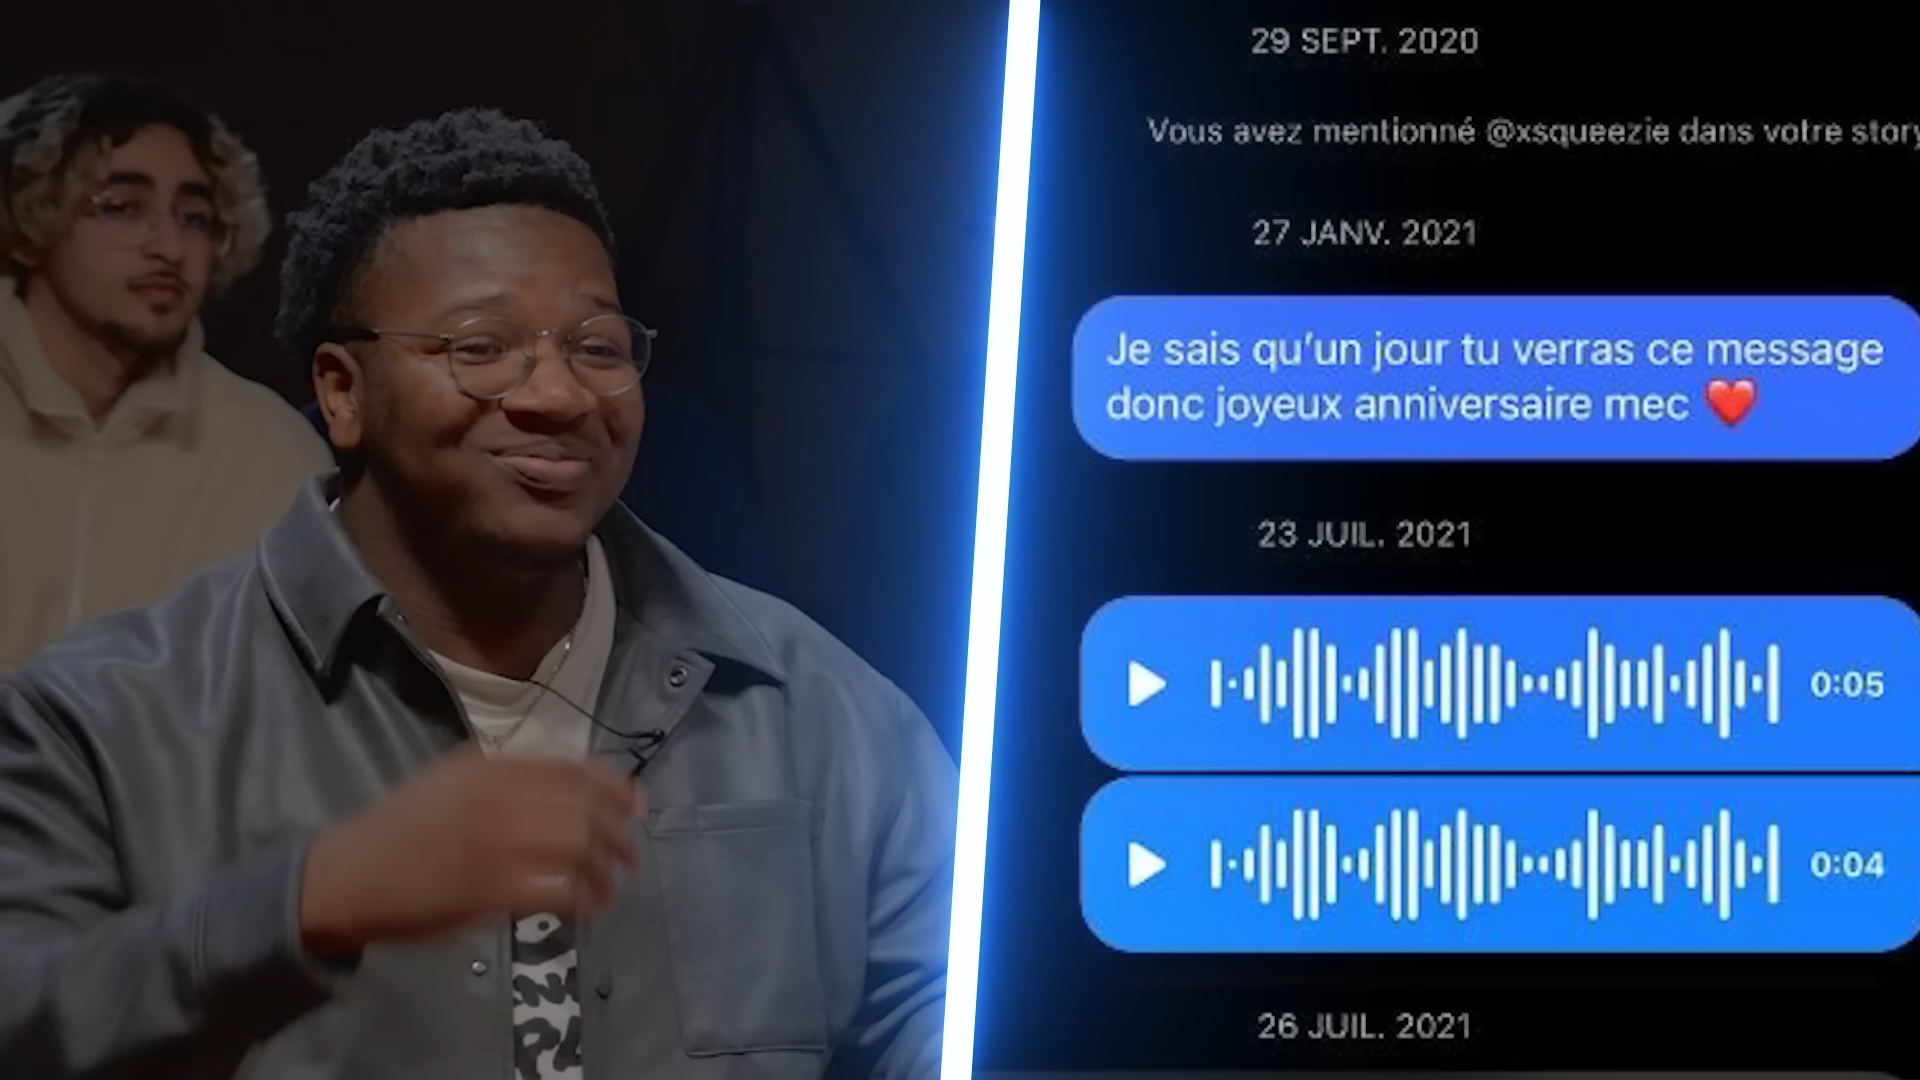 29 SEPT. 2020
Vous avez mentionné @xsqueezie dans votre story
27 JANV. 2021
Je sais qu’un jour tu verras ce message
donc joyeux anniversaire mec ❤️
23 JUIL. 2021
0:05
0:04
26 JUIL. 2021